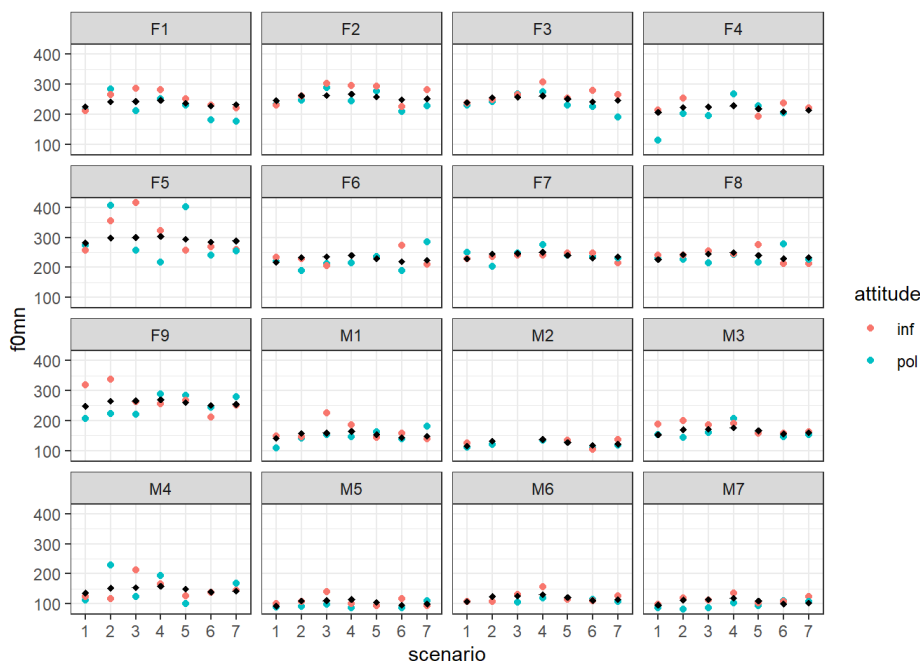 F1 F2 F3 F4
400
300
200
100
F5 F6 F7 F8
400
300
200
100
F9 M1 M2 M3
400
300
200
100
M4 M5 M6 M7
400
300
200
100
1 2 3 4 5 6 7 1 2 3 4 5 6 7 1 2 3 4 5 6 7 1 2 3 4 5 6 7
scenario
f0mn
attitude
inf
pol